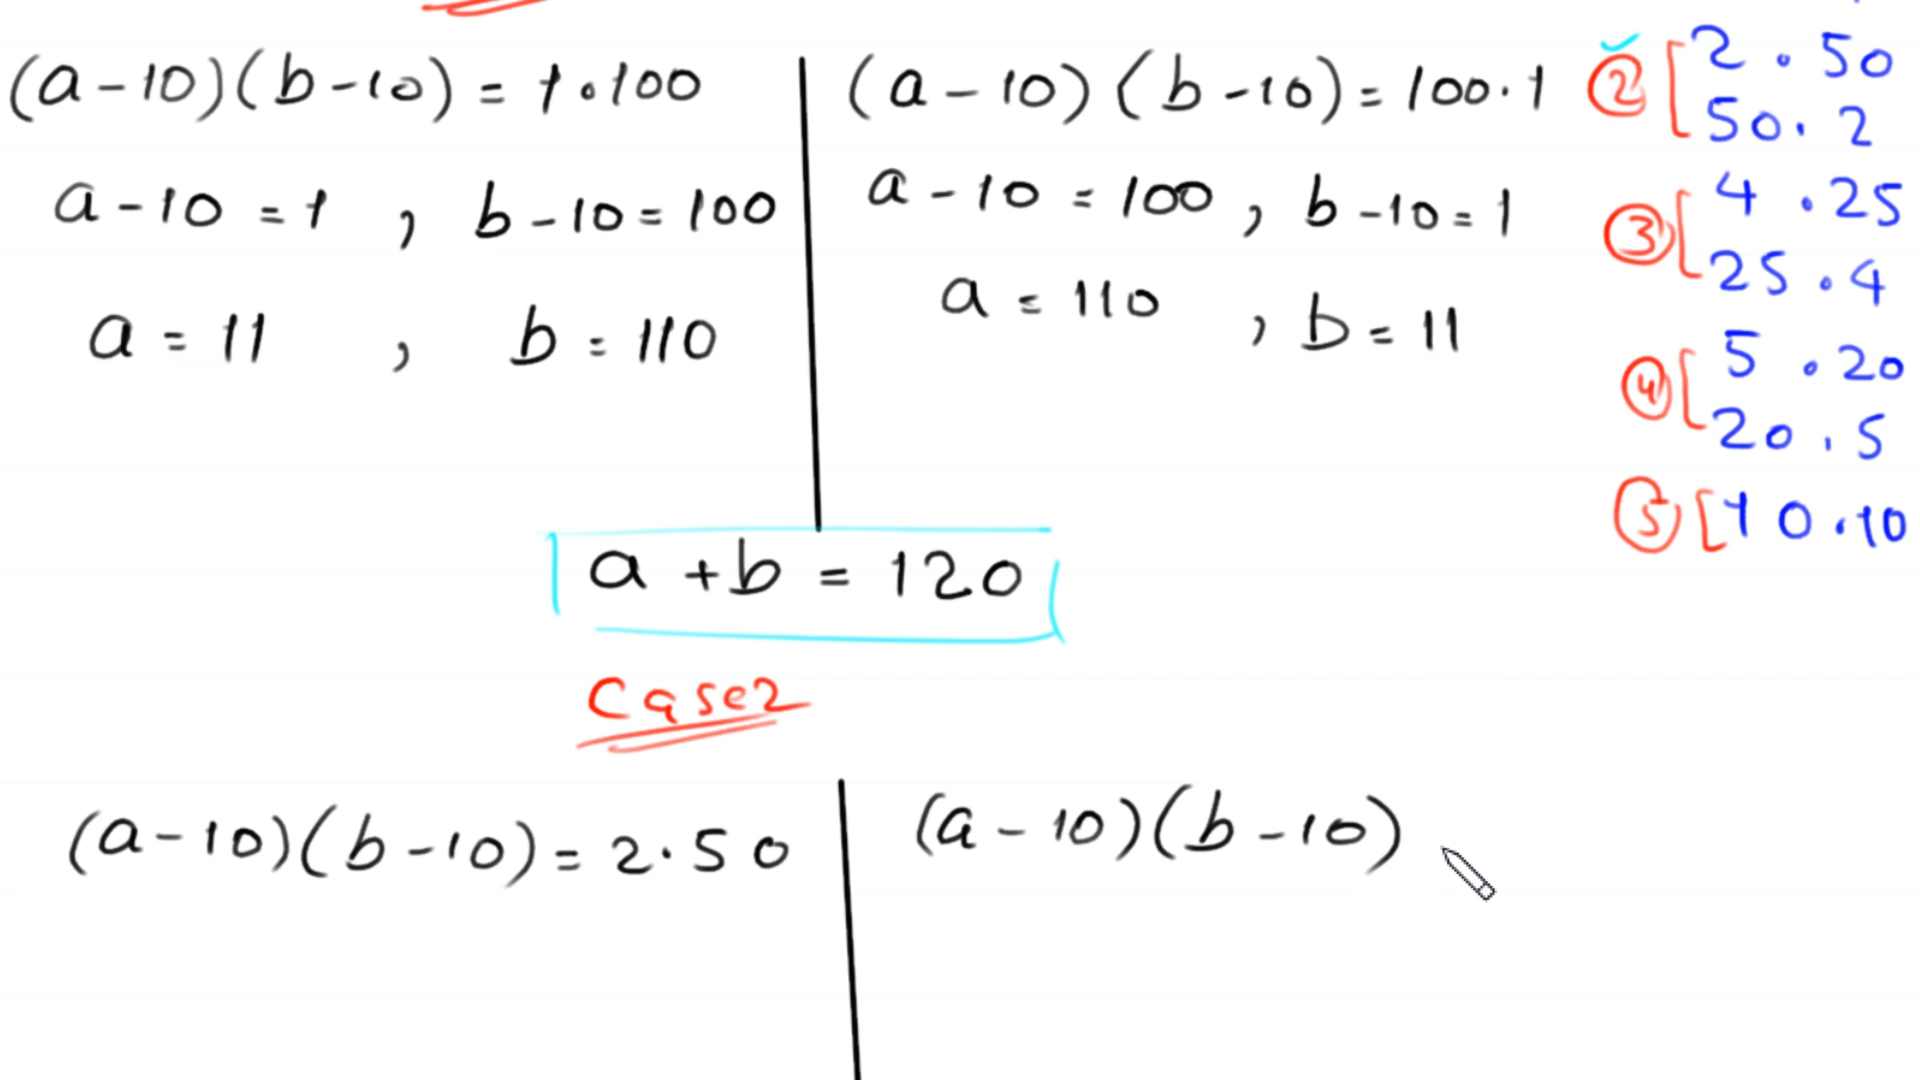 (a-10)(b-10) = 1·100
a-10 = 1 , b-10 = 100
a = 11 , b = 110
(a-10)(b-10) = 100·1
a-10 = 100 , b-10 = 1
a = 110 , b = 11
② [ 2 · 50
50 · 2
③ [ 4 · 25
25 · 4
④ [ 5 · 20
20 · 5
⑤ [ 10 · 10
a + b = 120
Case2
(a-10)(b-10) = 2·50
(a-10)(b-10)